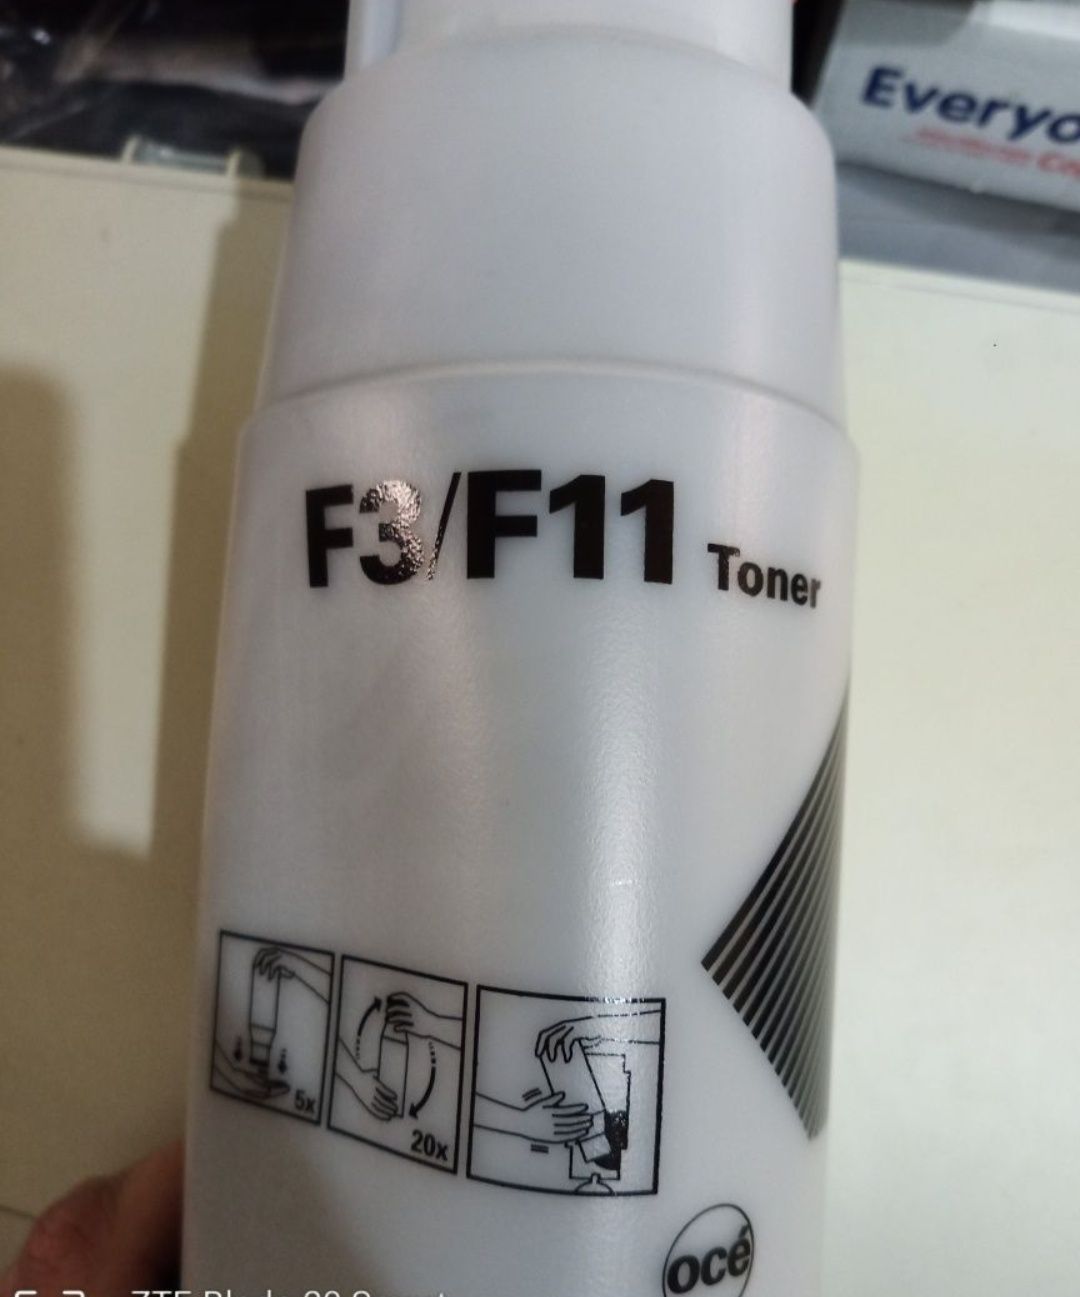 Everyo
F3/F11 Toner
5x
20x
océ